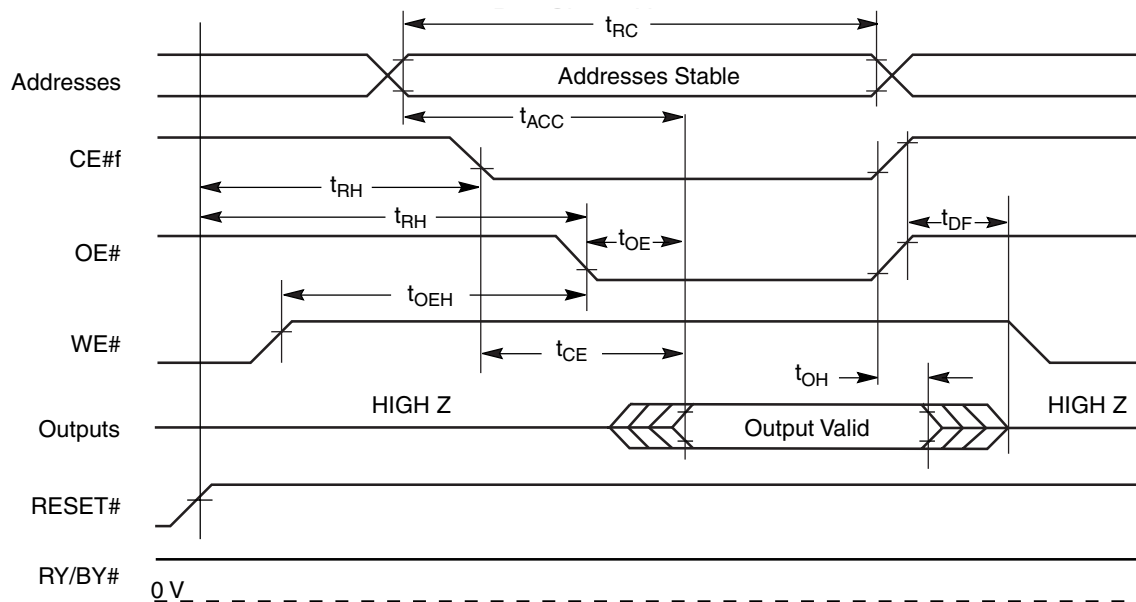 tRC
Addresses
Addresses Stable
tACC
CE#f
tRH
tRH
tDF
OE#
tOE
tOEH
WE#
tCE
tOH
HIGH Z
HIGH Z
Outputs
Output Valid
RESET#
RY/BY#
0 V